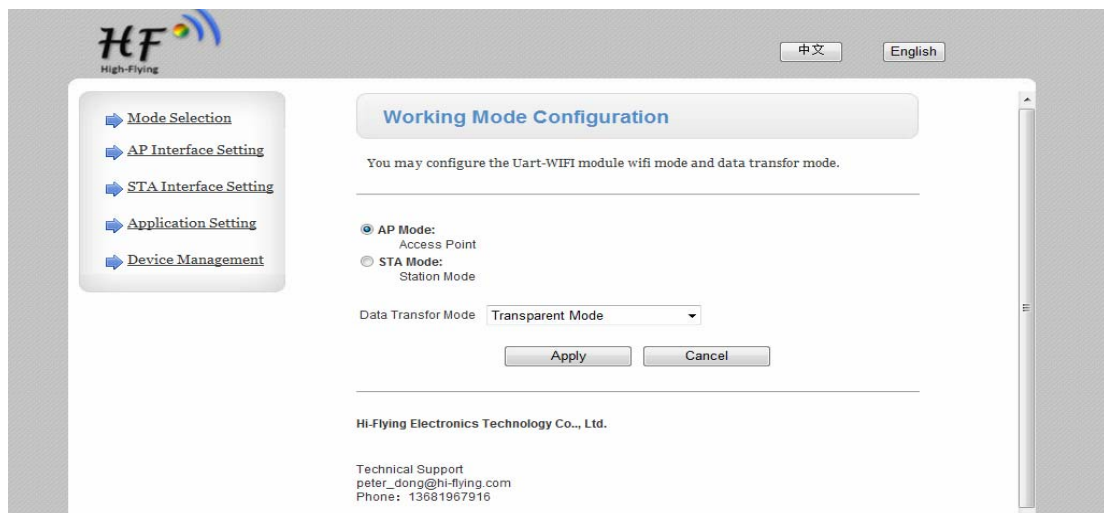 HF
High-Flying
中文
English
Mode Selection
AP Interface Setting
STA Interface Setting
Application Setting
Device Management
Working Mode Configuration
You may configure the Uart-WIFI module wifi mode and data transfor mode.
AP Mode:
Access Point
STA Mode:
Station Mode
Data Transfor Mode Transparent Mode
Apply Cancel
Hi-Flying Electronics Technology Co.., Ltd.
Technical Support
peter_dong@hi-flying.com
Phone: 13681967916